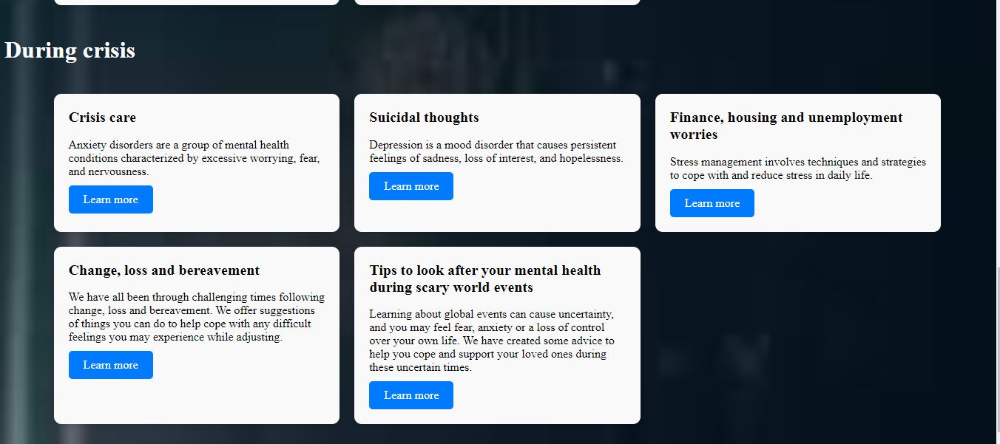 During crisis
Crisis care
Anxiety disorders are a group of mental health
conditions characterized by excessive worrying, fear,
and nervousness.
Learn more
Suicidal thoughts
Depression is a mood disorder that causes persistent
feelings of sadness, loss of interest, and hopelessness.
Learn more
Finance, housing and unemployment
worries
Stress management involves techniques and strategies
to cope with and reduce stress in daily life.
Learn more
Change, loss and bereavement
We have all been through challenging times following
change, loss and bereavement. We offer suggestions
of things you can do to help cope with any difficult
feelings you may experience while adjusting.
Learn more
Tips to look after your mental health
during scary world events
Learning about global events can cause uncertainty,
and you may feel fear, anxiety or a loss of control
over your own life. We have created some advice to
help you cope and support your loved ones during
these uncertain times.
Learn more